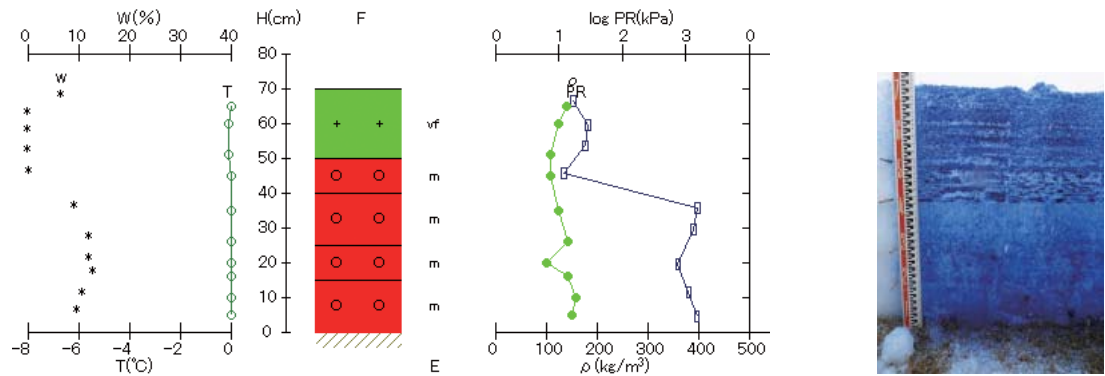 W(%) H(cm) F log PR(kPa)
0 10 20 30 40 0 1 2 3 0
80
w ρ
T PR
70
60 vf
50
m
40
30 m
20 m
10 m
0
−8 −6 −4 −2 0 0 100 200 300 400 500
T(℃) E ρ (kg/m³)